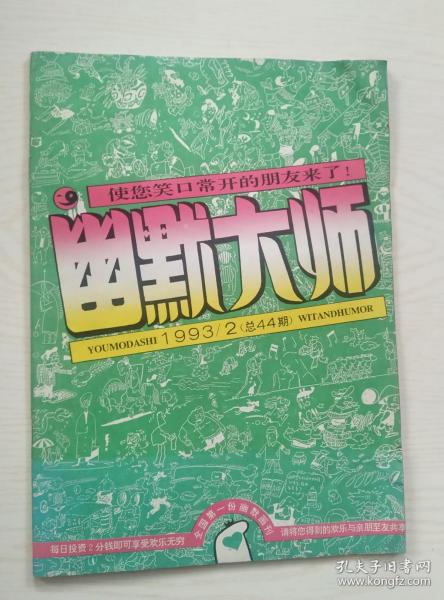 使您笑口常开的朋友来了!
幽默大师
YOUMODASHI 1993/2(总44期) WITANDHUMOR
全国第一份幽默画刊
每日投资2分钱即可享受欢乐无穷
请将您得到的欢乐与亲朋至友共享
孔夫子旧书网
www.kongfz.com